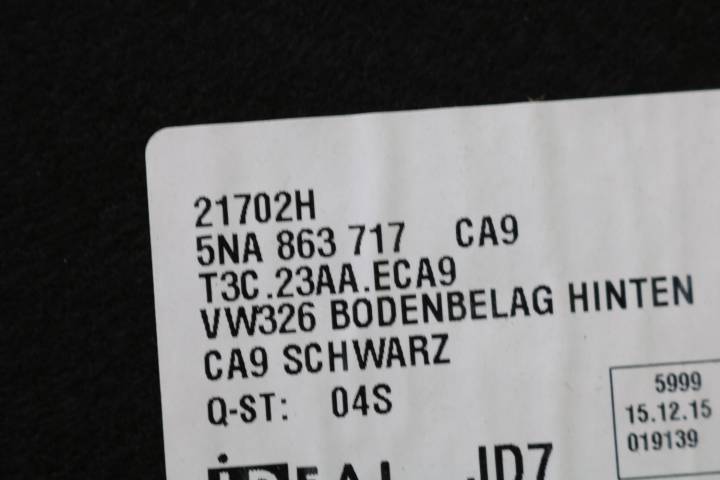 21702H
5NA 863 717 CA9
T3C.23AA.ECA9
VW326 BODENBELAG HINTEN
CA9 SCHWARZ
Q-ST: 04S
5999
15.12.15
019139
JD7